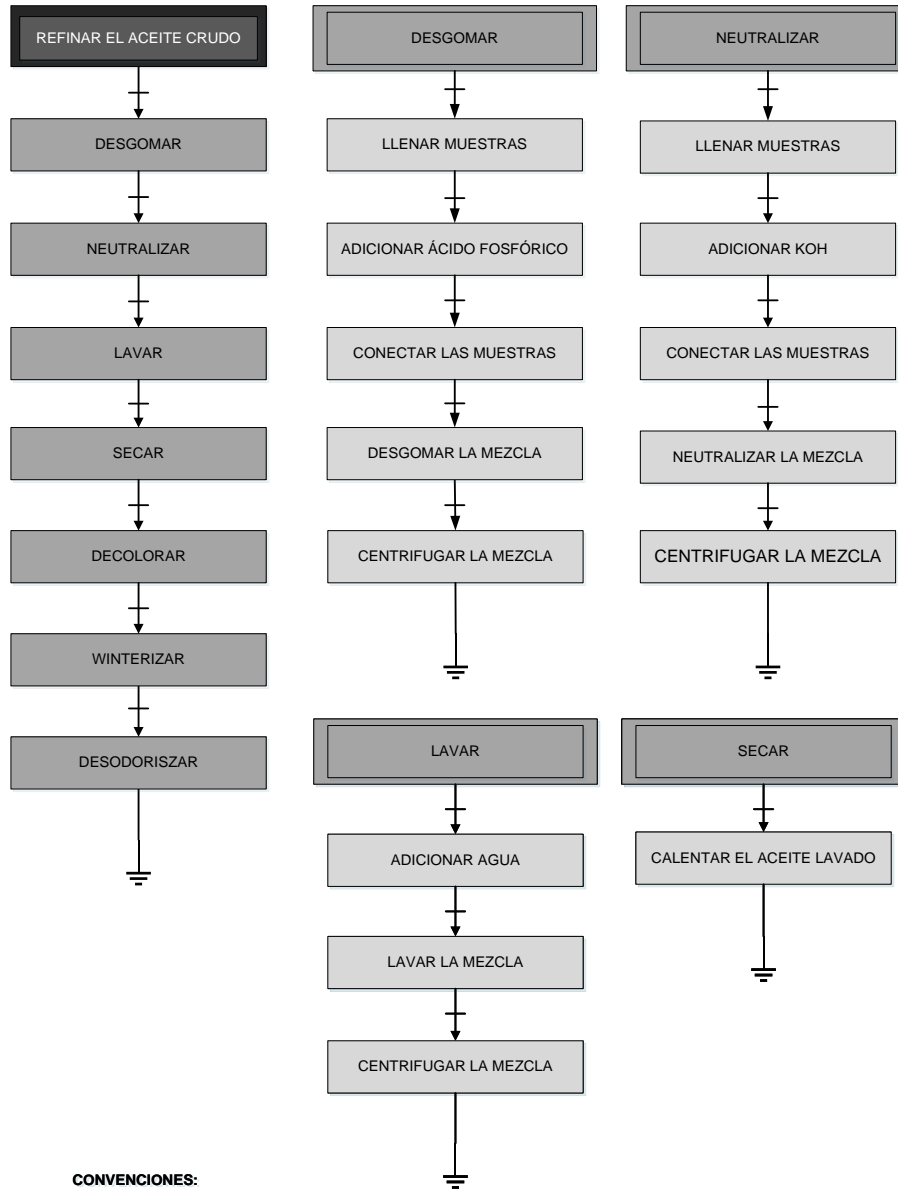 REFINAR EL ACEITE CRUDO
DESGOMAR
NEUTRALIZAR
LAVAR
SECAR
DECOLORAR
WINTERIZAR
DESODORISZAR
DESGOMAR
LLENAR MUESTRAS
ADICIONAR ÁCIDO FOSFÓRICO
CONECTAR LAS MUESTRAS
DESGOMAR LA MEZCLA
CENTRIFUGAR LA MEZCLA
NEUTRALIZAR
LLENAR MUESTRAS
ADICIONAR KOH
CONECTAR LAS MUESTRAS
NEUTRALIZAR LA MEZCLA
CENTRIFUGAR LA MEZCLA
LAVAR
ADICIONAR AGUA
LAVAR LA MEZCLA
CENTRIFUGAR LA MEZCLA
SECAR
CALENTAR EL ACEITE LAVADO
CONVENCIONES: